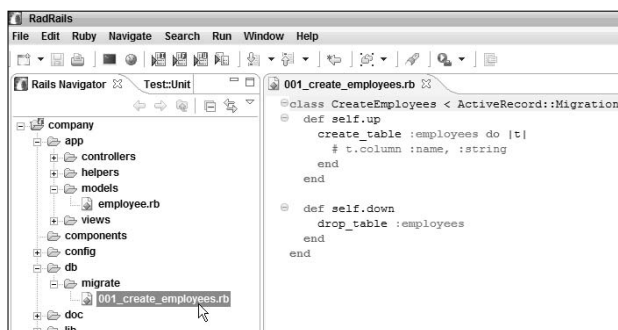 RadRails
File Edit Ruby Navigate Search Run Window Help
Rails Navigator Test::Unit
company
app
controllers
helpers
models
employee.rb
views
components
config
db
migrate
001_create_employees.rb
doc
lib
001_create_employees.rb
class CreateEmployees < ActiveRecord::Migration
def self.up
create_table :employees do |t|
# t.column :name, :string
end
end
def self.down
drop_table :employees
end
end